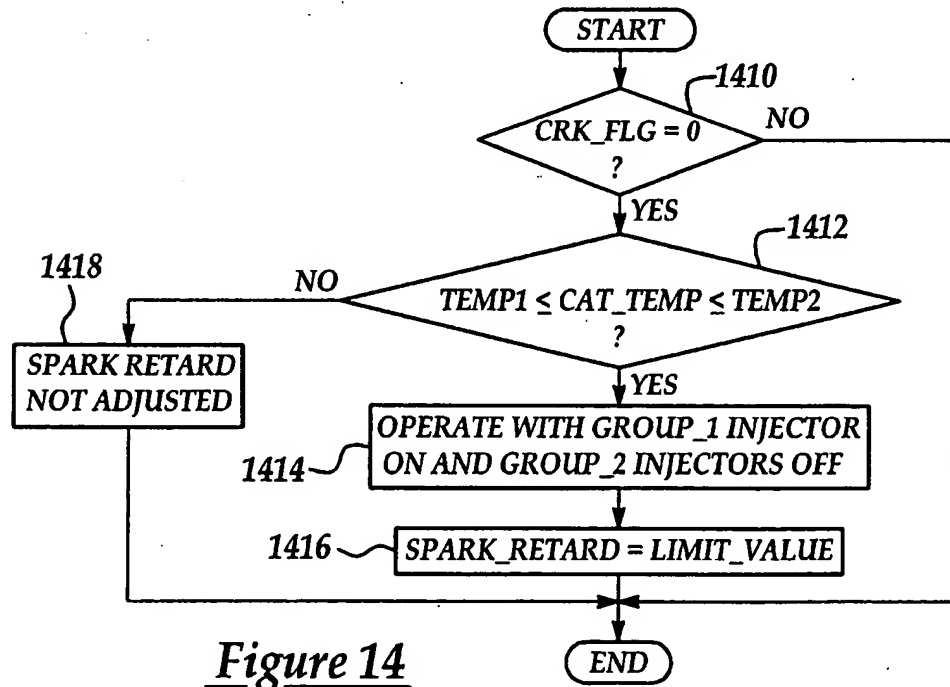 START
1410
CRK_FLG = 0
?
NO
YES
1412
TEMP1 ≤ CAT_TEMP ≤ TEMP2
?
NO
1418
SPARK RETARD
NOT ADJUSTED
YES
OPERATE WITH GROUP_1 INJECTOR
ON AND GROUP_2 INJECTORS OFF
1414
1416
SPARK_RETARD = LIMIT_VALUE
END
Figure 14